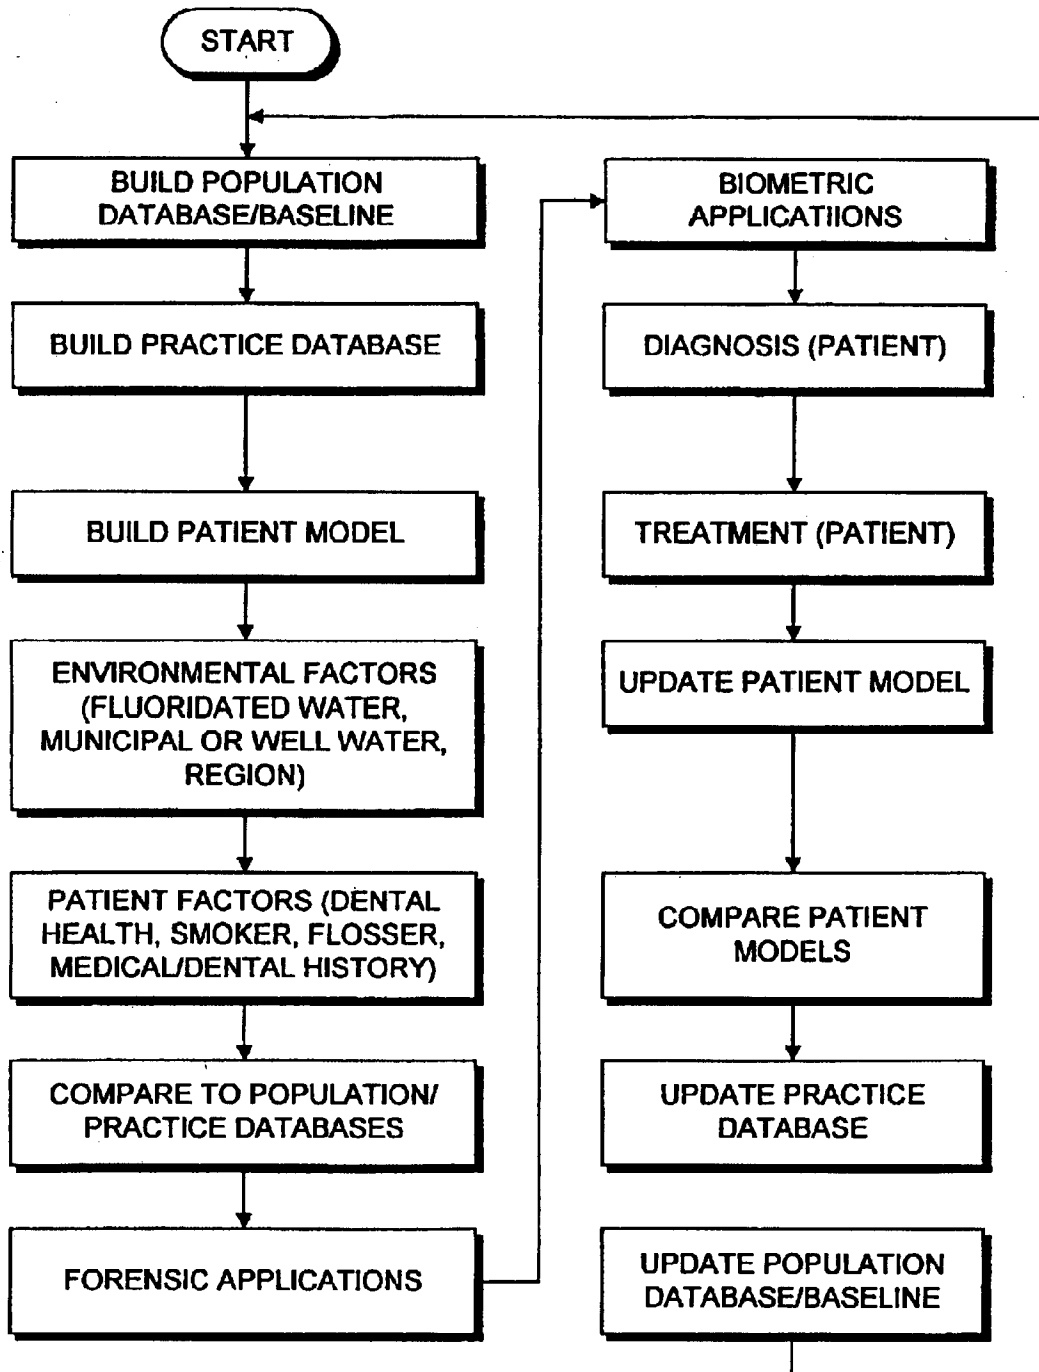 START
BUILD POPULATION
DATABASE/BASELINE
BUILD PRACTICE DATABASE
BUILD PATIENT MODEL
ENVIRONMENTAL FACTORS
(FLUORIDATED WATER,
MUNICIPAL OR WELL WATER,
REGION)
PATIENT FACTORS (DENTAL
HEALTH, SMOKER, FLOSSER,
MEDICAL/DENTAL HISTORY)
COMPARE TO POPULATION/
PRACTICE DATABASES
FORENSIC APPLICATIONS
BIOMETRIC
APPLICATIIONS
DIAGNOSIS (PATIENT)
TREATMENT (PATIENT)
UPDATE PATIENT MODEL
COMPARE PATIENT
MODELS
UPDATE PRACTICE
DATABASE
UPDATE POPULATION
DATABASE/BASELINE